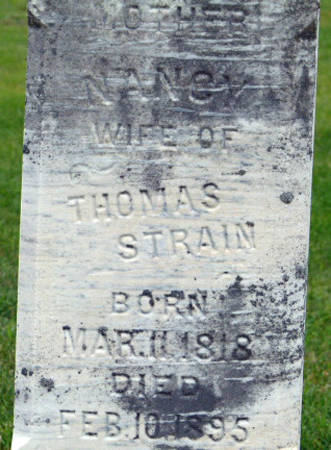 MOTHER
NANCY
WIFE OF
THOMAS
STRAIN
BORN
MAR. 11. 1818
DIED
FEB. 10. 1895